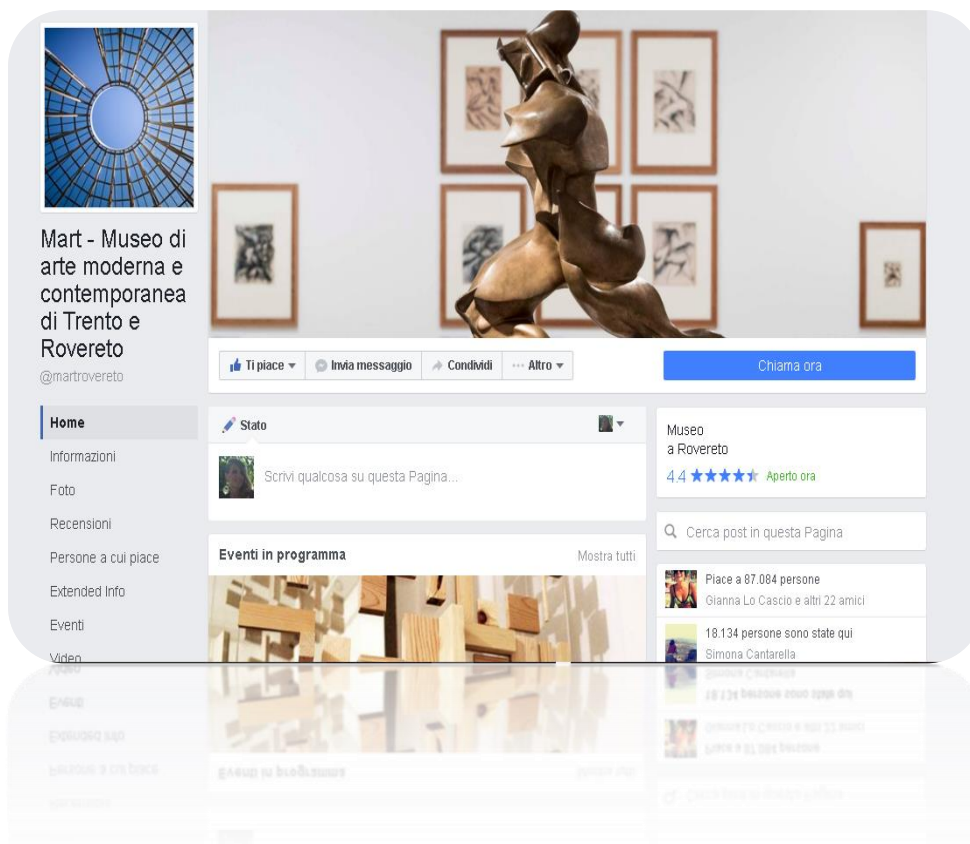 Mart - Museo di
arte moderna e
contemporanea
di Trento e
Rovereto
@martrovereto
Home
Informazioni
Foto
Recensioni
Persone a cui piace
Extended Info
Eventi
Video
Ti piace
Invia messaggio
Condividi
Altro
Chiama ora
Stato
Scrivi qualcosa su questa Pagina...
Eventi in programma
Mostra tutti
Museo
a Rovereto
4.4
Aperto ora
Cerca post in questa Pagina
Piace a 87.084 persone
Gianna Lo Cascio e altri 22 amici
18.134 persone sono state qui
Simona Cantarella